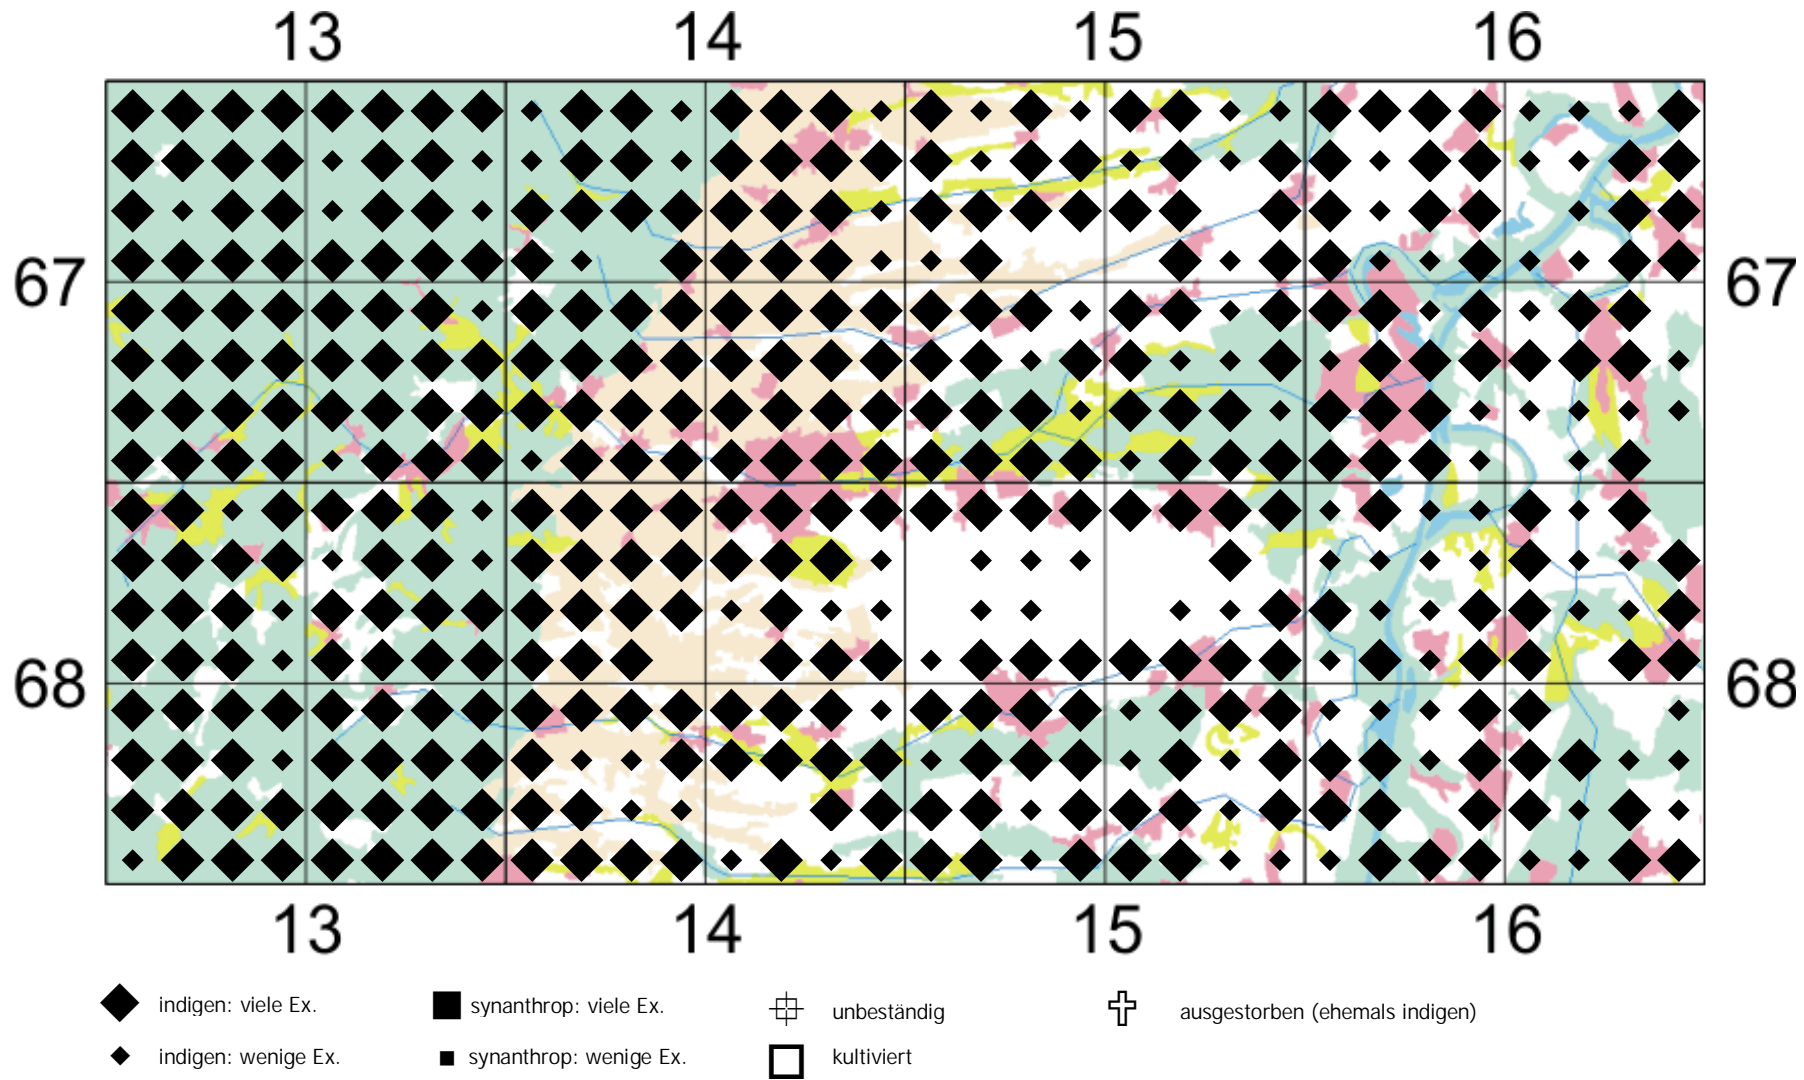 13 14 15 16
67 67
68 68
13 14 15 16
indigen: viele Ex. synanthrop: viele Ex. unbeständig ausgestorben (ehemals indigen)
indigen: wenige Ex. synanthrop: wenige Ex. kultiviert